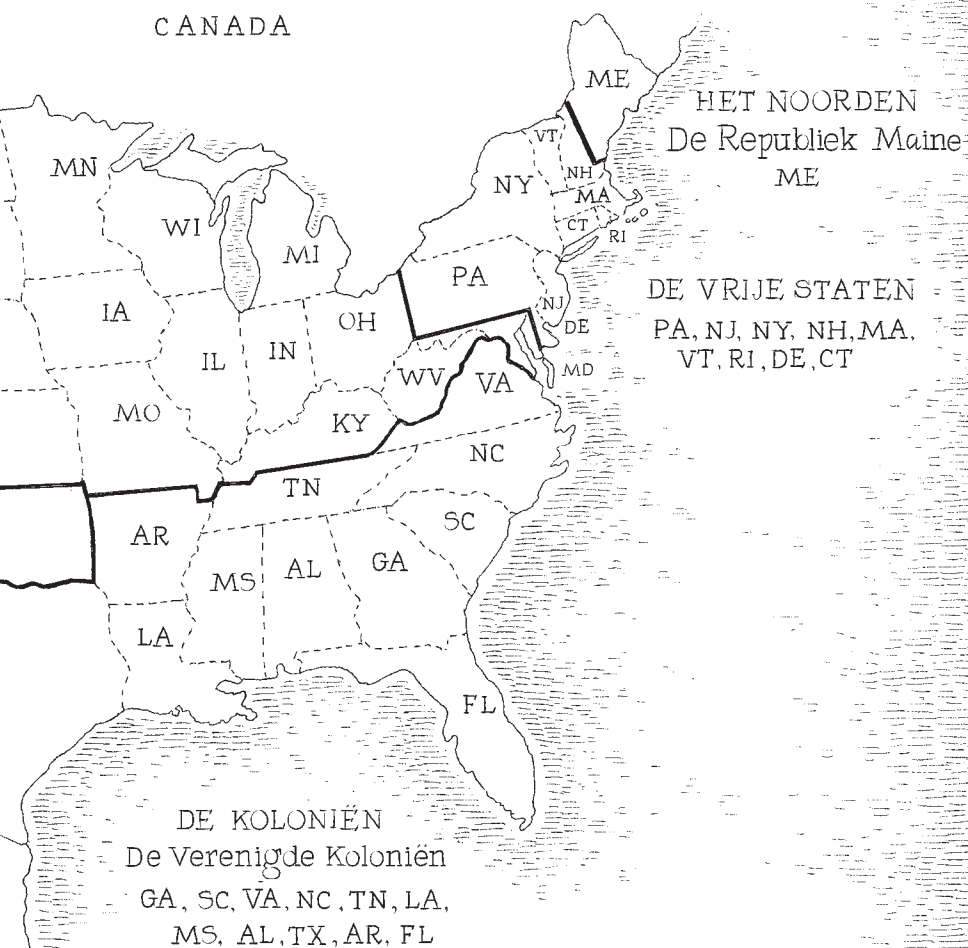 CANADA
ME
HET NOORDEN
De Republiek Maine
ME
VT
NH
NY
MA
CT
RI
MN
WI
MI
PA
NJ
DE
MD
DE VRIJE STATEN
PA, NJ, NY, NH, MA,
VT, RI, DE, CT
IA
OH
IL
IN
WV
VA
MO
KY
NC
TN
SC
AR
MS
AL
GA
LA
FL
DE KOLONIËN
De Verenigde Koloniën
GA, SC, VA, NC, TN, LA,
MS, AL, TX, AR, FL